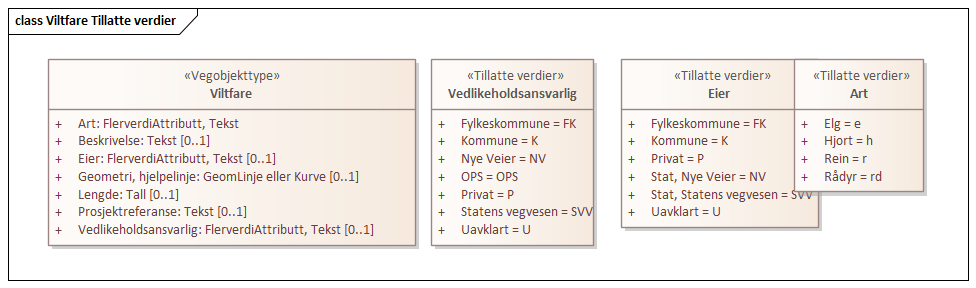 class Viltfare Tillatte verdier
«Vegobjekttype»
Viltfare
+ Art: FlerverdiAttributt, Tekst
+ Beskrivelse: Tekst [0..1]
+ Eier: FlerverdiAttributt, Tekst [0..1]
+ Geometri, hjelpelinje: GeomLinje eller Kurve [0..1]
+ Lengde: Tall [0..1]
+ Prosjektreferanse: Tekst [0..1]
+ Vedlikeholdsansvarlig: FlerverdiAttributt, Tekst [0..1]
«Tillatte verdier»
Vedlikeholdsansvarlig
+ Fylkeskommune = FK
+ Kommune = K
+ Nye Veier = NV
+ OPS = OPS
+ Privat = P
+ Statens vegvesen = SVV
+ Uavklart = U
«Tillatte verdier»
Eier
+ Fylkeskommune = FK
+ Kommune = K
+ Privat = P
+ Stat, Nye Veier = NV
+ Stat, Statens vegvesen = SVV
+ Uavklart = U
«Tillatte verdier»
Art
+ Elg = e
+ Hjort = h
+ Rein = r
+ Rådyr = rd